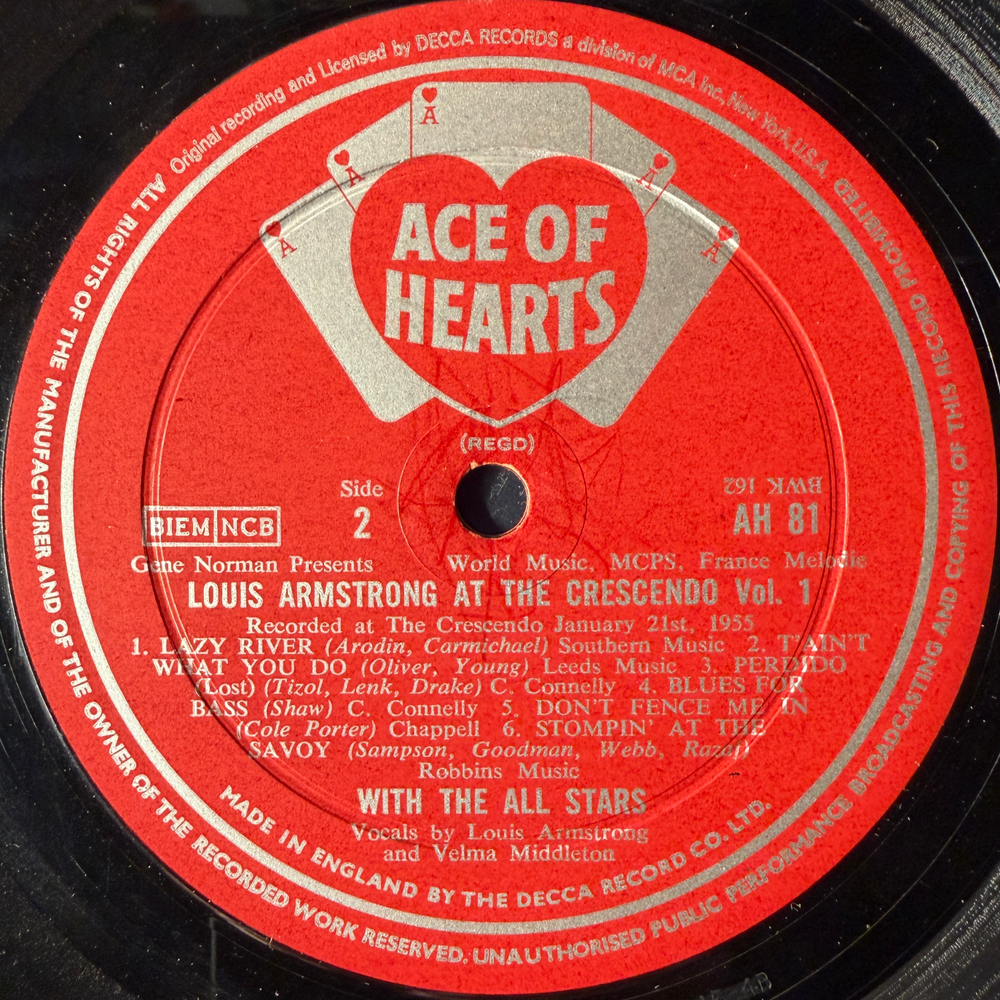 ALL RIGHTS OF THE MANUFACTURER AND OF THE OWNER OF THE RECORDED WORK RESERVED. UNAUTHORISED PUBLIC PERFORMANCE BROADCASTING AND COPYING OF THIS RECORD PROHIBITED
Original recording and Licensed by DECCA RECORDS a division of MCA Inc, New York, U.S.A.
A
A
A
A
A
ACE OF
HEARTS
(REGD)
Side
2
BIEM NCB
BWK 162
AH 81
Gene Norman Presents World Music, MCPS, France Melodie
LOUIS ARMSTRONG AT THE CRESCENDO Vol. 1
Recorded at The Crescendo January 21st, 1955
1. LAZY RIVER (Arodin, Carmichael) Southern Music 2. T'AIN'T
WHAT YOU DO (Oliver, Young) Leeds Music 3. PERDIDO
(Lost) (Tizol, Lenk, Drake) C. Connelly 4. BLUES FOR
BASS (Shaw) C. Connelly 5. DON'T FENCE ME IN
(Cole Porter) Chappell 6. STOMPIN' AT THE
SAVOY (Sampson, Goodman, Webb, Razaf)
Robbins Music
WITH THE ALL STARS
Vocals by Louis Armstrong
and Velma Middleton
MADE IN ENGLAND BY THE DECCA RECORD CO. LTD.